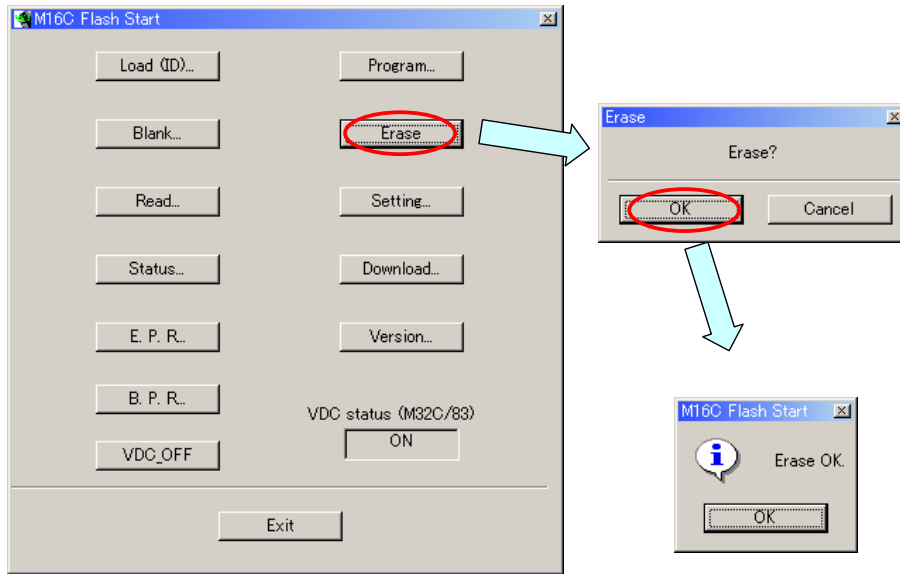 M16C Flash Start
Load (ID)...
Program...
Blank...
Erase
Read...
Setting...
Status...
Download...
E. P. R...
Version...
B. P. R...
VDC status (M32C/83)
ON
VDC_OFF
Exit
Erase
Erase?
OK
Cancel
M16C Flash Start
Erase OK.
OK